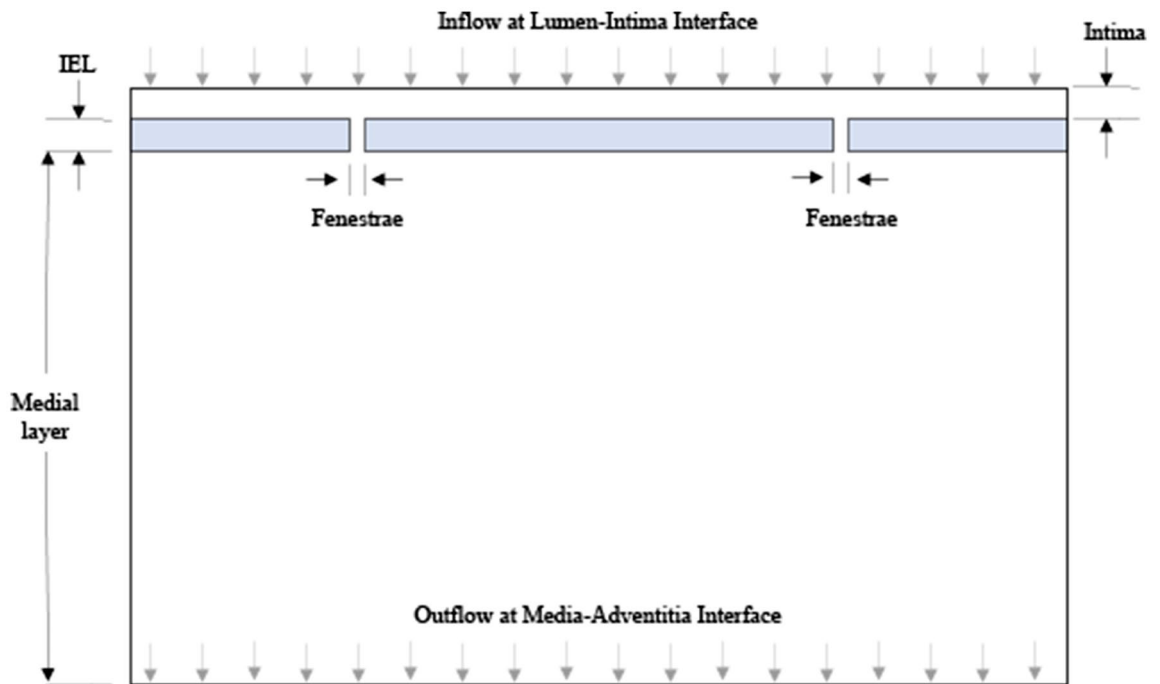 Inflow at Lumen-Intima Interface
Intima
IEL
Fenestrae
Fenestrae
Medial
layer
Outflow at Media-Adventitia Interface